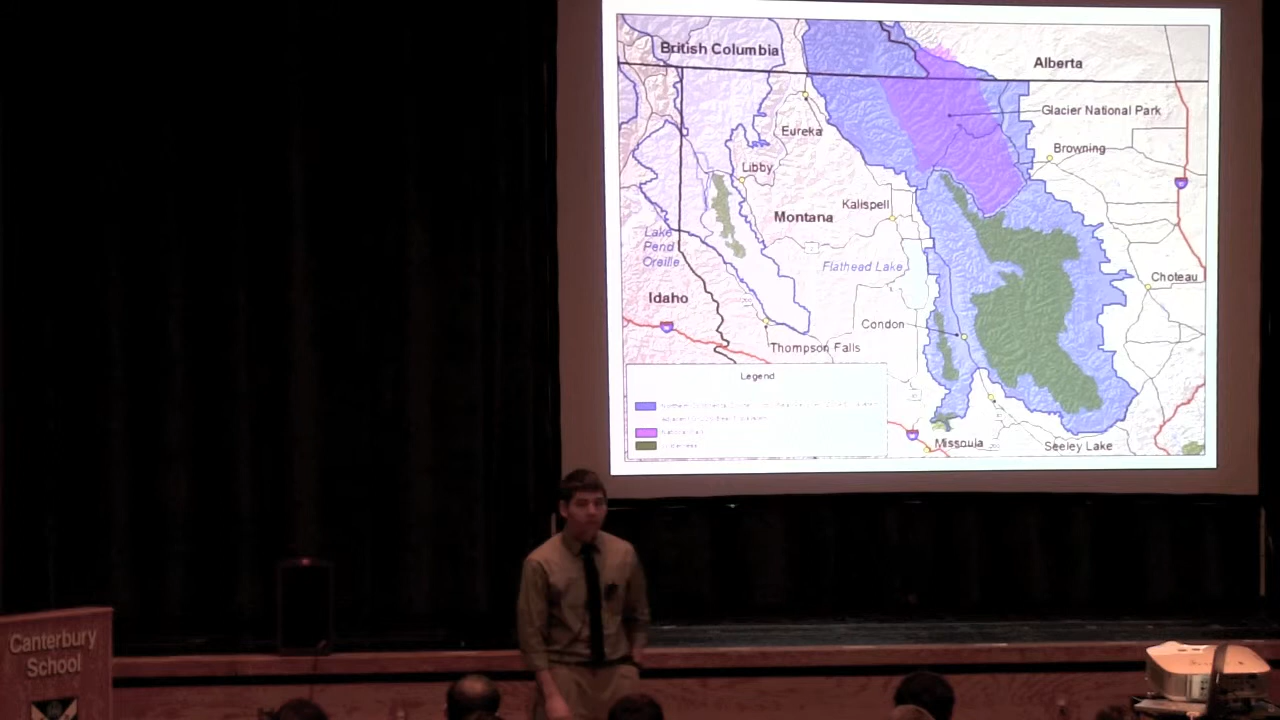 British Columbia
Alberta
Glacier National Park
Eureka
Browning
Libby
Kalispell
Montana
Lake
Pend
Oreille
Flathead Lake
Choteau
Idaho
Condon
Thompson Falls
Legend
Missoula
Seeley Lake
Canterbury
School